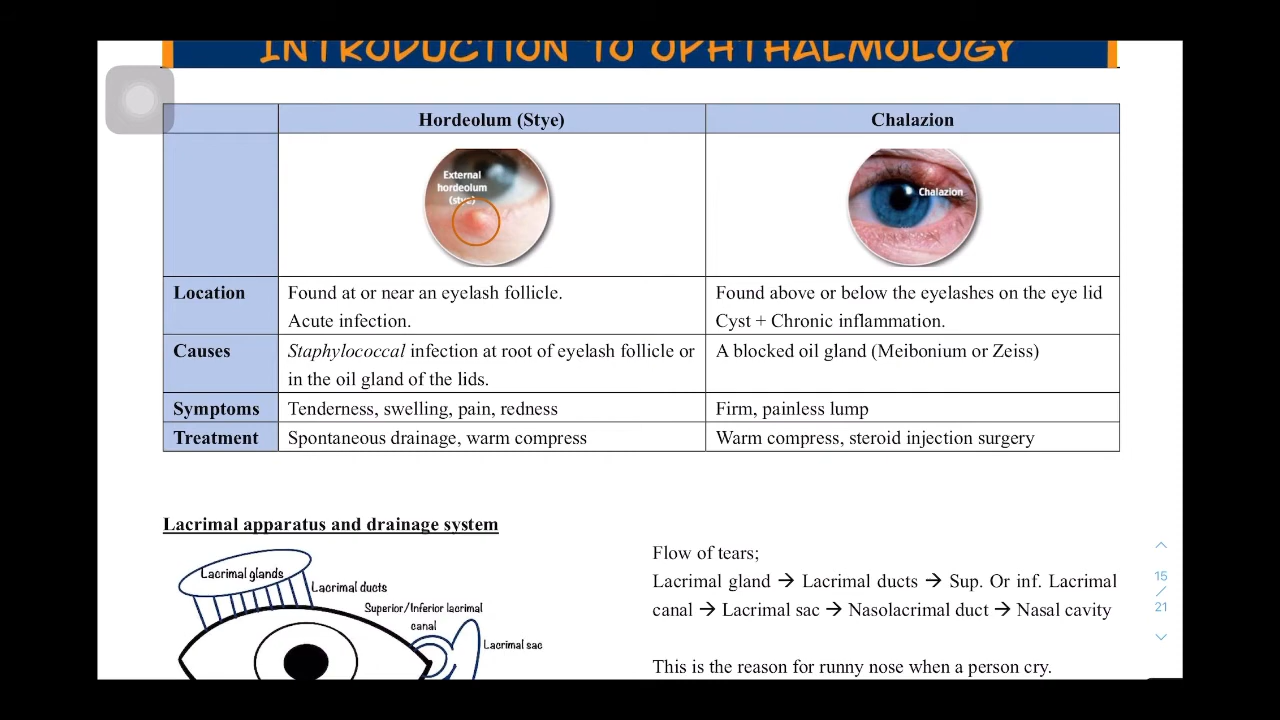 INTRODUCTION TO OPHTHALMOLOGY
Hordeolum (Stye)
Chalazion
External
hordeolum
(stye)
Chalazion
Location
Found at or near an eyelash follicle.
Acute infection.
Found above or below the eyelashes on the eye lid
Cyst + Chronic inflammation.
Causes
Staphylococcal infection at root of eyelash follicle or
in the oil gland of the lids.
A blocked oil gland (Meibonium or Zeiss)
Symptoms
Tenderness, swelling, pain, redness
Firm, painless lump
Treatment
Spontaneous drainage, warm compress
Warm compress, steroid injection surgery
Lacrimal apparatus and drainage system
Lacrimal glands
Lacrimal ducts
Superior/Inferior lacrimal
canal
Lacrimal sac
Flow of tears;
Lacrimal gland → Lacrimal ducts → Sup. Or inf. Lacrimal
canal → Lacrimal sac → Nasolacrimal duct → Nasal cavity
This is the reason for runny nose when a person cry.
15
/
21